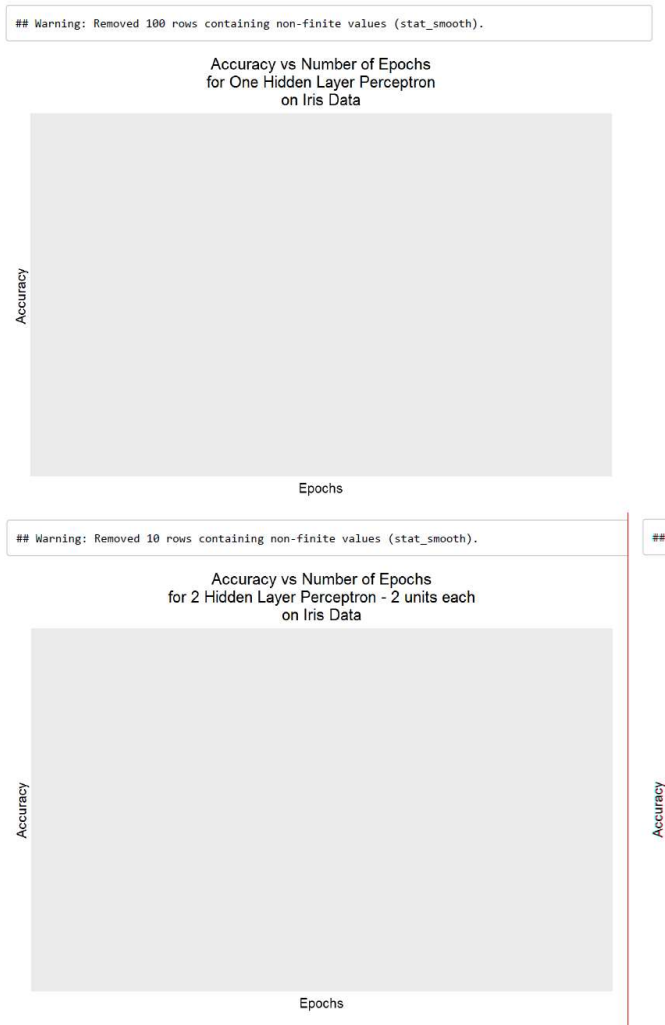 ## Warning: Removed 100 rows containing non-finite values (stat_smooth).
Accuracy vs Number of Epochs
for One Hidden Layer Perceptron
on Iris Data
Accuracy
Epochs
## Warning: Removed 10 rows containing non-finite values (stat_smooth).
##
Accuracy vs Number of Epochs
for 2 Hidden Layer Perceptron - 2 units each
on Iris Data
Accuracy
Accuracy
Epochs